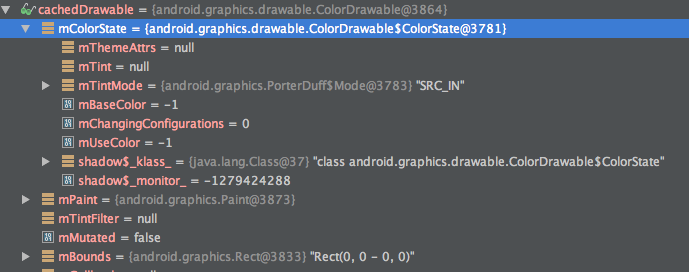 cachedDrawable = {android.graphics.drawable.ColorDrawable@3864}
mColorState = {android.graphics.drawable.ColorDrawable$ColorState@3781}
mThemeAttrs = null
mTint = null
mTintMode = {android.graphics.PorterDuff$Mode@3783} "SRC_IN"
mBaseColor = -1
mChangingConfigurations = 0
mUseColor = -1
shadow$_klass_ = {java.lang.Class@37} "class android.graphics.drawable.ColorDrawable$ColorState"
shadow$_monitor_ = -1279424288
mPaint = {android.graphics.Paint@3873}
mTintFilter = null
mMutated = false
mBounds = {android.graphics.Rect@3833} "Rect(0, 0 - 0, 0)"